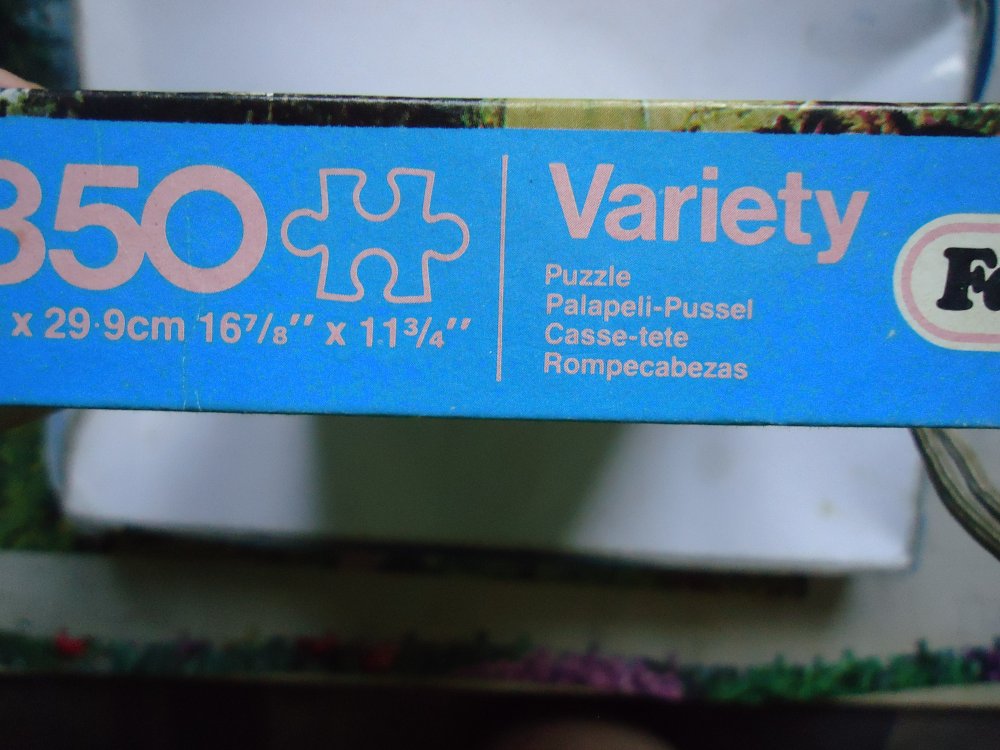 350
x 29·9cm 16⅞″ x 11¾″
Variety
Puzzle
Palapeli-Pussel
Casse-tete
Rompecabezas